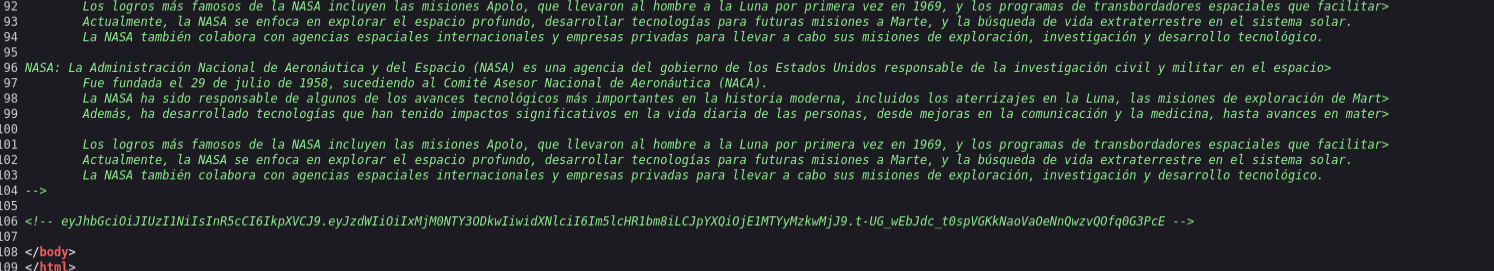 92 Los logros más famosos de la NASA incluyen las misiones Apolo, que llevaron al hombre a la Luna por primera vez en 1969, y los programas de transbordadores espaciales que facilitar>
93 Actualmente, la NASA se enfoca en explorar el espacio profundo, desarrollar tecnologías para futuras misiones a Marte, y la búsqueda de vida extraterrestre en el sistema solar.
94 La NASA también colabora con agencias espaciales internacionales y empresas privadas para llevar a cabo sus misiones de exploración, investigación y desarrollo tecnológico.
95
96 NASA: La Administración Nacional de Aeronáutica y del Espacio (NASA) es una agencia del gobierno de los Estados Unidos responsable de la investigación civil y militar en el espacio>
97 Fue fundada el 29 de julio de 1958, sucediendo al Comité Asesor Nacional de Aeronáutica (NACA).
98 La NASA ha sido responsable de algunos de los avances tecnológicos más importantes en la historia moderna, incluidos los aterrizajes en la Luna, las misiones de exploración de Mart>
99 Además, ha desarrollado tecnologías que han tenido impactos significativos en la vida diaria de las personas, desde mejoras en la comunicación y la medicina, hasta avances en mater>
100
101 Los logros más famosos de la NASA incluyen las misiones Apolo, que llevaron al hombre a la Luna por primera vez en 1969, y los programas de transbordadores espaciales que facilitar>
102 Actualmente, la NASA se enfoca en explorar el espacio profundo, desarrollar tecnologías para futuras misiones a Marte, y la búsqueda de vida extraterrestre en el sistema solar.
103 La NASA también colabora con agencias espaciales internacionales y empresas privadas para llevar a cabo sus misiones de exploración, investigación y desarrollo tecnológico.
104 -->
105
106 <!-- eyJhbGciOiJIUzI1NiIsInR5cCI6IkpXVCJ9.eyJzdWIiOiIxMjM0NTY3ODkwIiwidXNlciI6Im5lcHR1bm8iLCJpYXQiOjE1MTYyMzkwMjJ9.t-UG_wEbJdc_t0spVGKkNaoVaOeNnQwzvQOfq0G3PcE -->
107
108 </body>
109 </html>